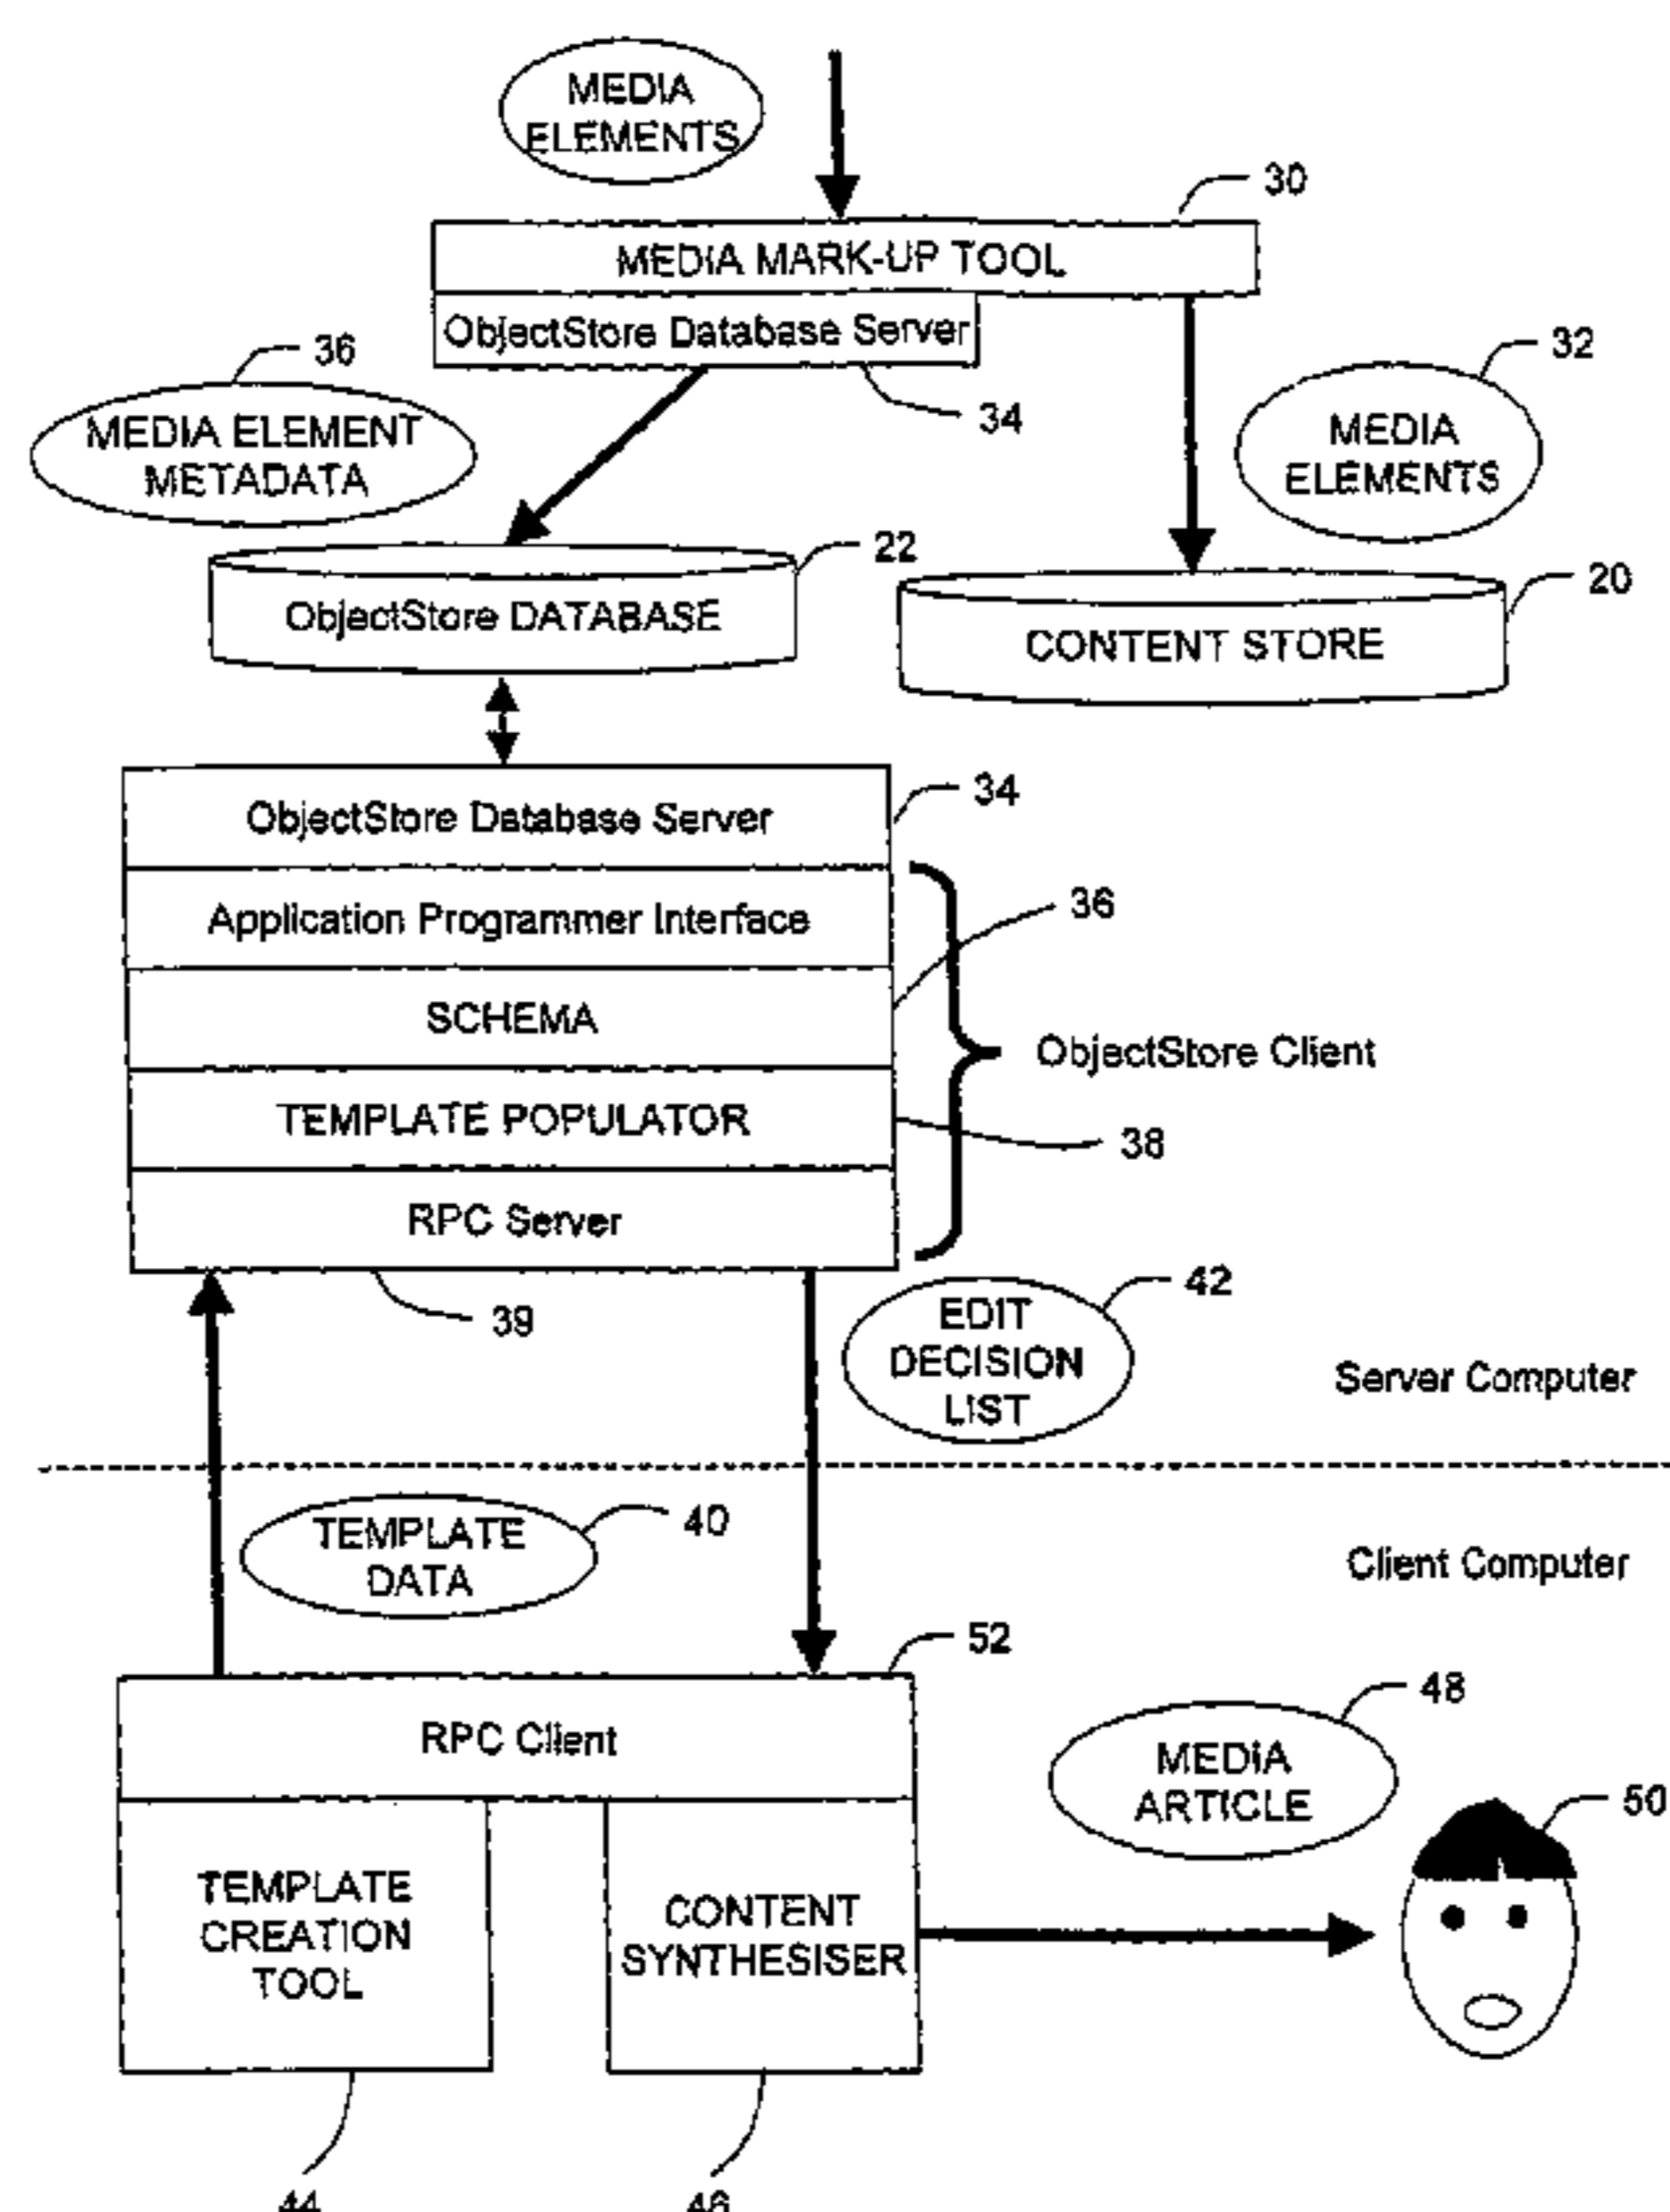 MEDIA
ELEMENTS
30
MEDIA MARK-UP TOOL
ObjectStore Database Server
36
32
34
MEDIA ELEMENT
METADATA
MEDIA
ELEMENTS
22
20
ObjectStore DATABASE
CONTENT STORE
34
ObjectStore Database Server
Application Programmer Interface
36
SCHEMA
ObjectStore Client
TEMPLATE POPULATOR
38
RPC Server
39
42
EDIT
DECISION
LIST
Server Computer
40
TEMPLATE
DATA
Client Computer
52
48
RPC Client
MEDIA
ARTICLE
50
TEMPLATE
CREATION
TOOL
CONTENT
SYNTHESISER
44
46